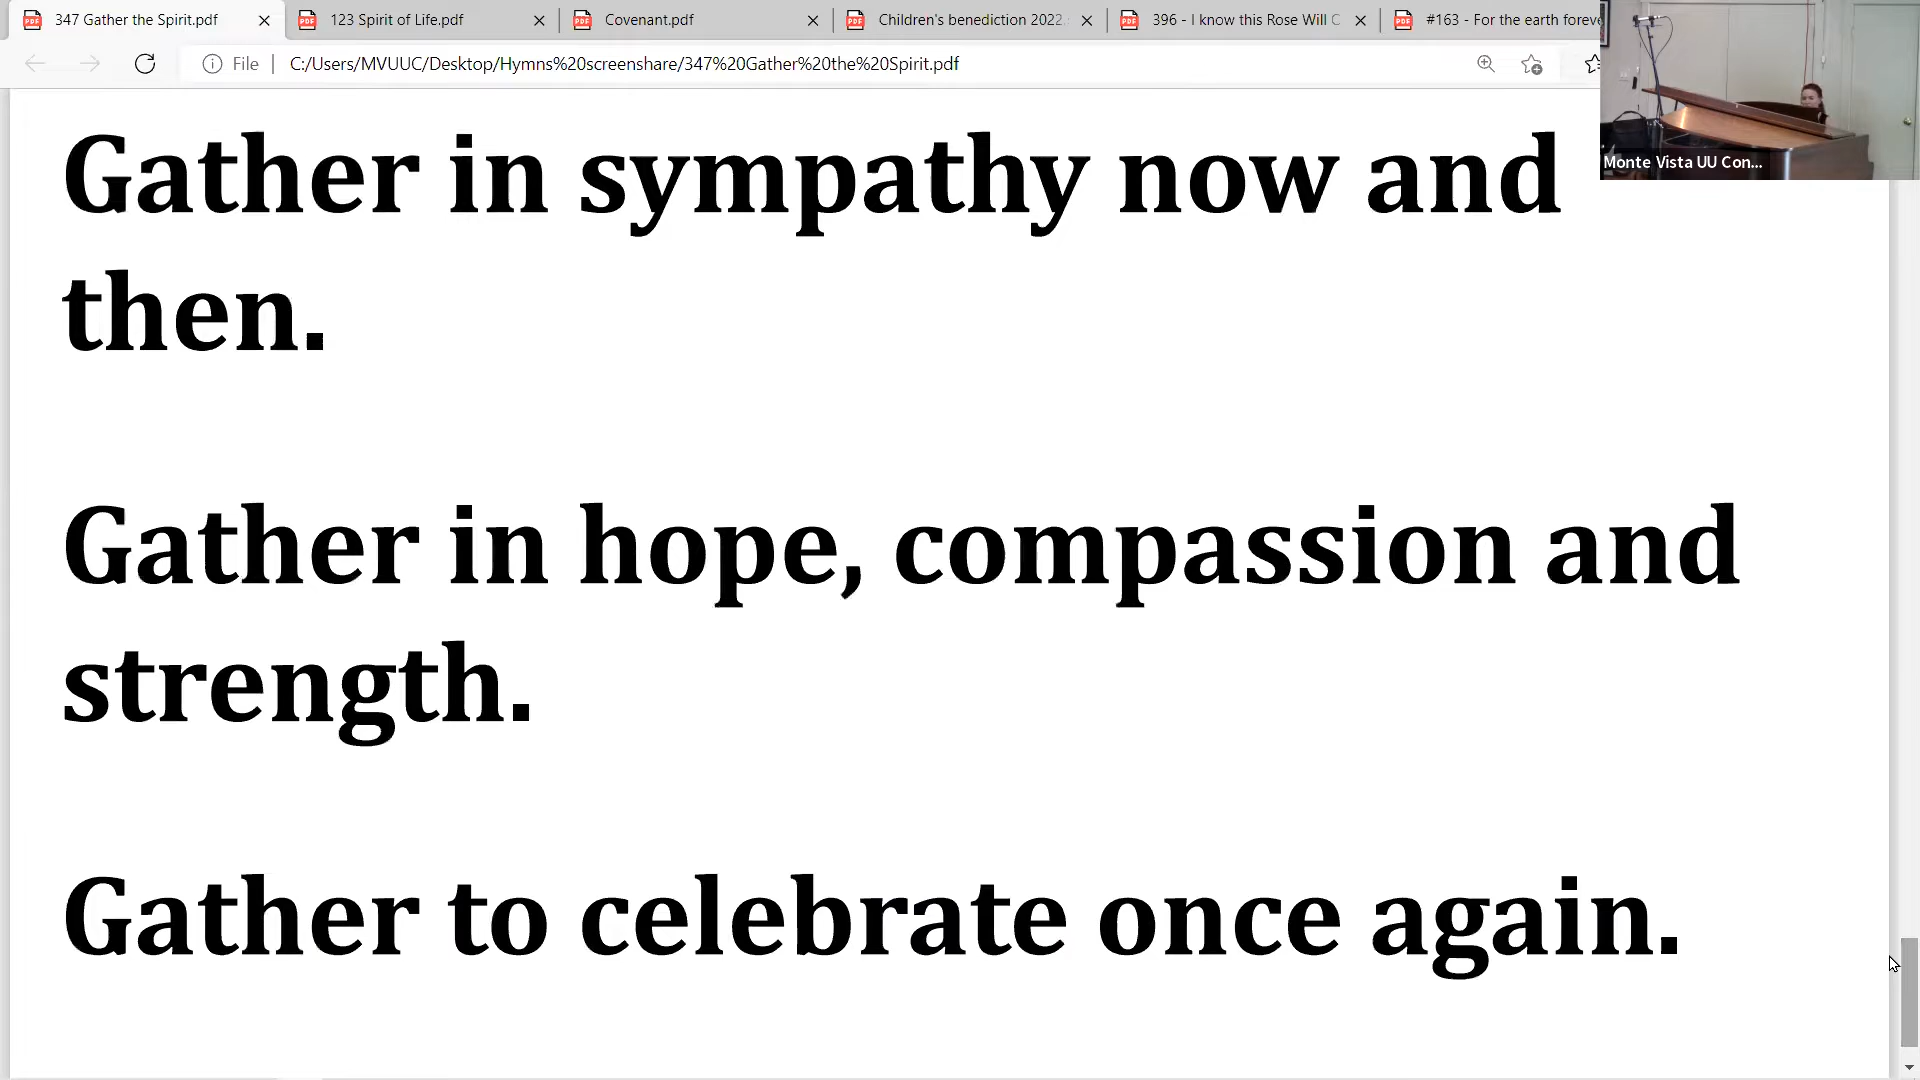 347 Gather the Spirit.pdf
123 Spirit of Life.pdf
Covenant.pdf
Children's benediction 2022.
396 - I know this Rose Will C
#163 - For the earth foreve
File
C:/Users/MVUUC/Desktop/Hymns%20screenshare/347%20Gather%20the%20Spirit.pdf
Monte Vista UU Con...
Gather in sympathy now and
then.
Gather in hope, compassion and
strength.
Gather to celebrate once again.